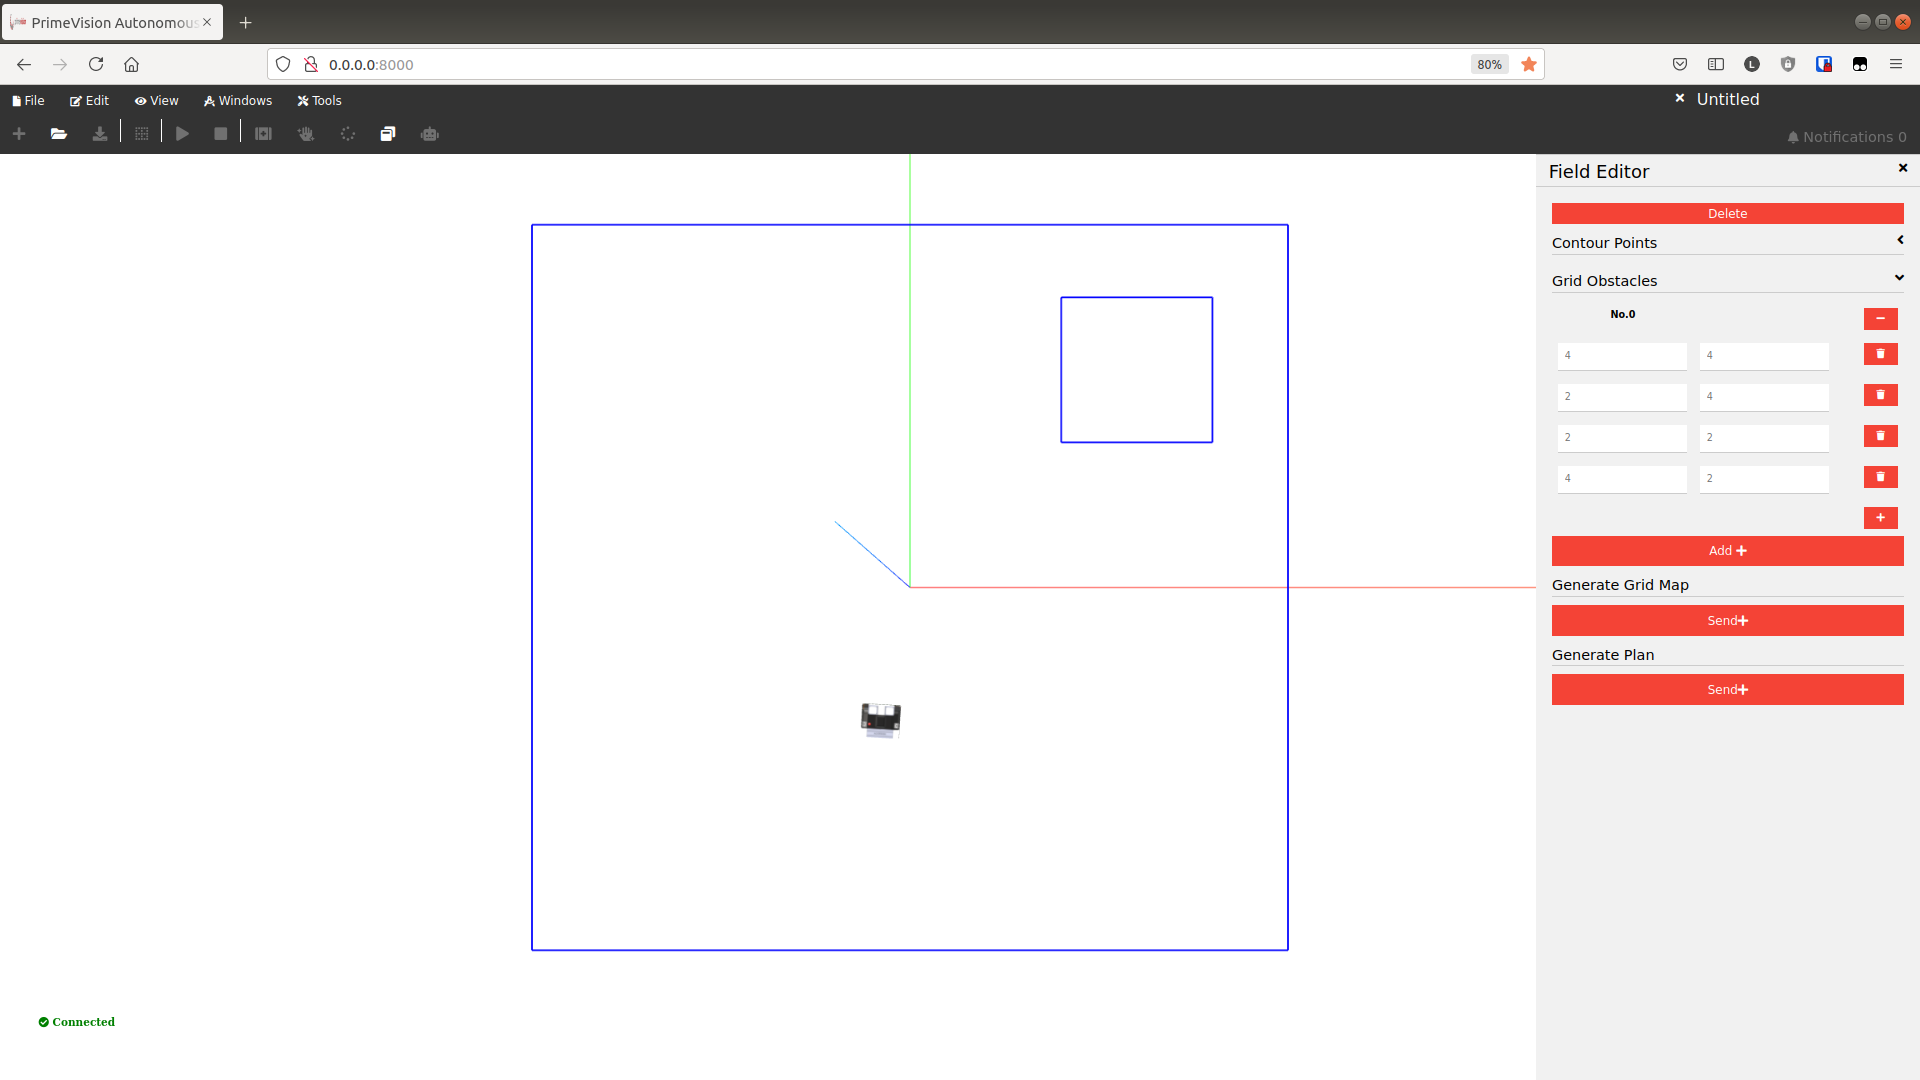 PrimeVision Autonomous
0.0.0.0:8000
80%
File Edit View Windows Tools
Untitled
Notifications 0
Field Editor
Delete
Contour Points
Grid Obstacles
No.0
4 4
2 4
2 2
4 2
Add
Generate Grid Map
Send
Generate Plan
Send
Connected